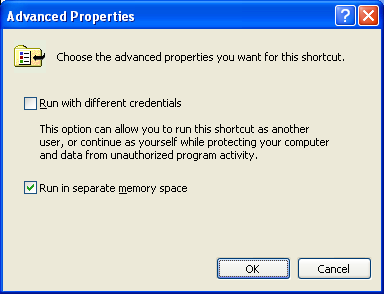 Advanced Properties
Choose the advanced properties you want for this shortcut.
Run with different credentials
This option can allow you to run this shortcut as another
user, or continue as yourself while protecting your computer
and data from unauthorized program activity.
Run in separate memory space
OK
Cancel